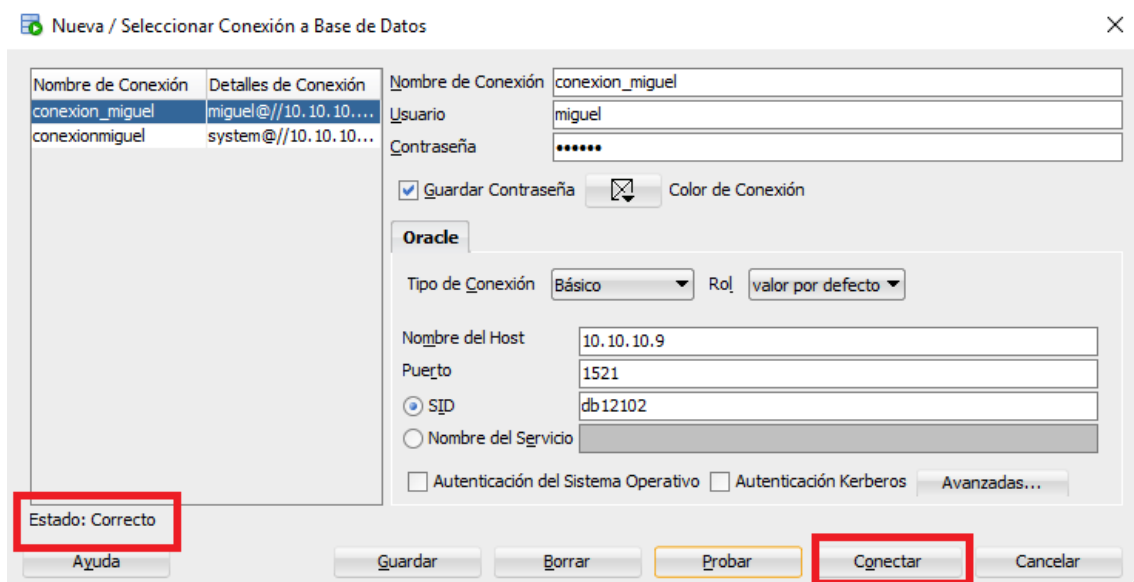 Nueva / Seleccionar Conexión a Base de Datos
Nombre de Conexión Detalles de Conexión
conexion_miguel miguel@//10.10.10....
conexionmiguel system@//10.10.10...
Nombre de Conexión conexion_miguel
Usuario miguel
Contraseña ••••••
Guardar Contraseña Color de Conexión
Oracle
Tipo de Conexión Básico Rol valor por defecto
Nombre del Host 10.10.10.9
Puerto 1521
SID db12102
Nombre del Servicio
Autenticación del Sistema Operativo Autenticación Kerberos Avanzadas...
Estado: Correcto
Ayuda Guardar Borrar Probar Conectar Cancelar